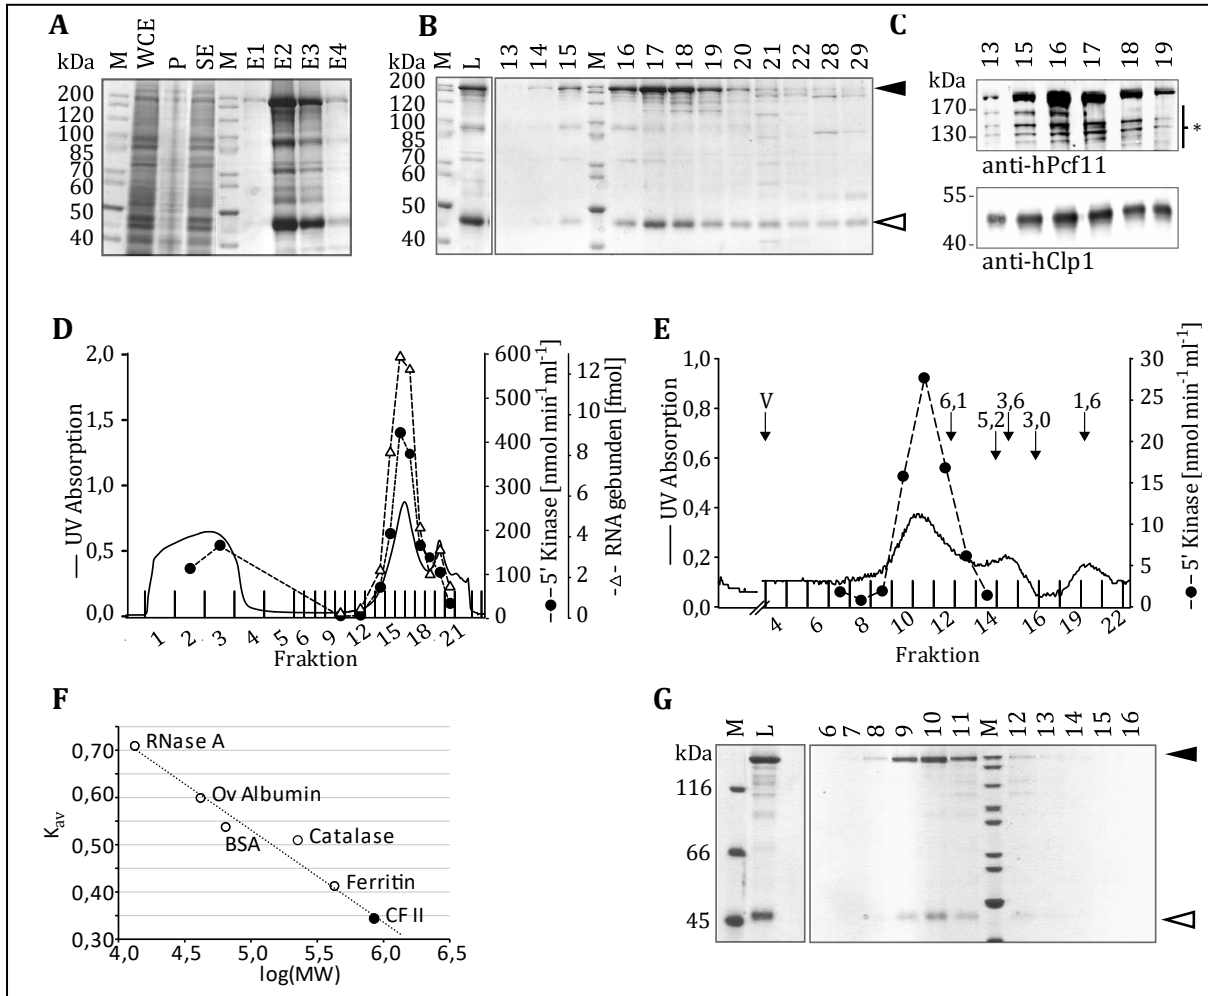 A
kDa
M
WCE
P
SE
M
E1
E2
E3
E4
200
120
100
85
70
60
50
40
B
kDa
M
L
13
14
15
M
16
17
18
19
20
21
22
28
29
200
120
100
85
70
60
50
40
C
13
15
16
17
18
19
kDa
170
130
*
anti-hPcf11
55
40
anti-hClp1
D
2,0
1,5
1,0
0,5
0,0
UV Absorption
600
500
400
300
200
100
0
5' Kinase [nmol min-1 ml-1]
12
10
8
6
4
2
0
RNA gebunden [fmol]
1 2 3 4 5 6 9 12 15 18 21
Fraktion
E
1,0
0,8
0,6
0,4
0,2
0,0
UV Absorption
V
6,1
5,2
3,6
3,0
1,6
30
25
20
15
10
5
0
5' Kinase [nmol min-1 ml-1]
4 6 8 10 12 14 16 19 22
Fraktion
F
0,70
0,60
0,50
0,40
0,30
Kav
RNase A
Ov Albumin
BSA
Catalase
Ferritin
CF II
4,0 4,5 5,0 5,5 6,0 6,5
log(MW)
G
kDa
M
L
6
7
8
9
10
11
M
12
13
14
15
16
116
66
45